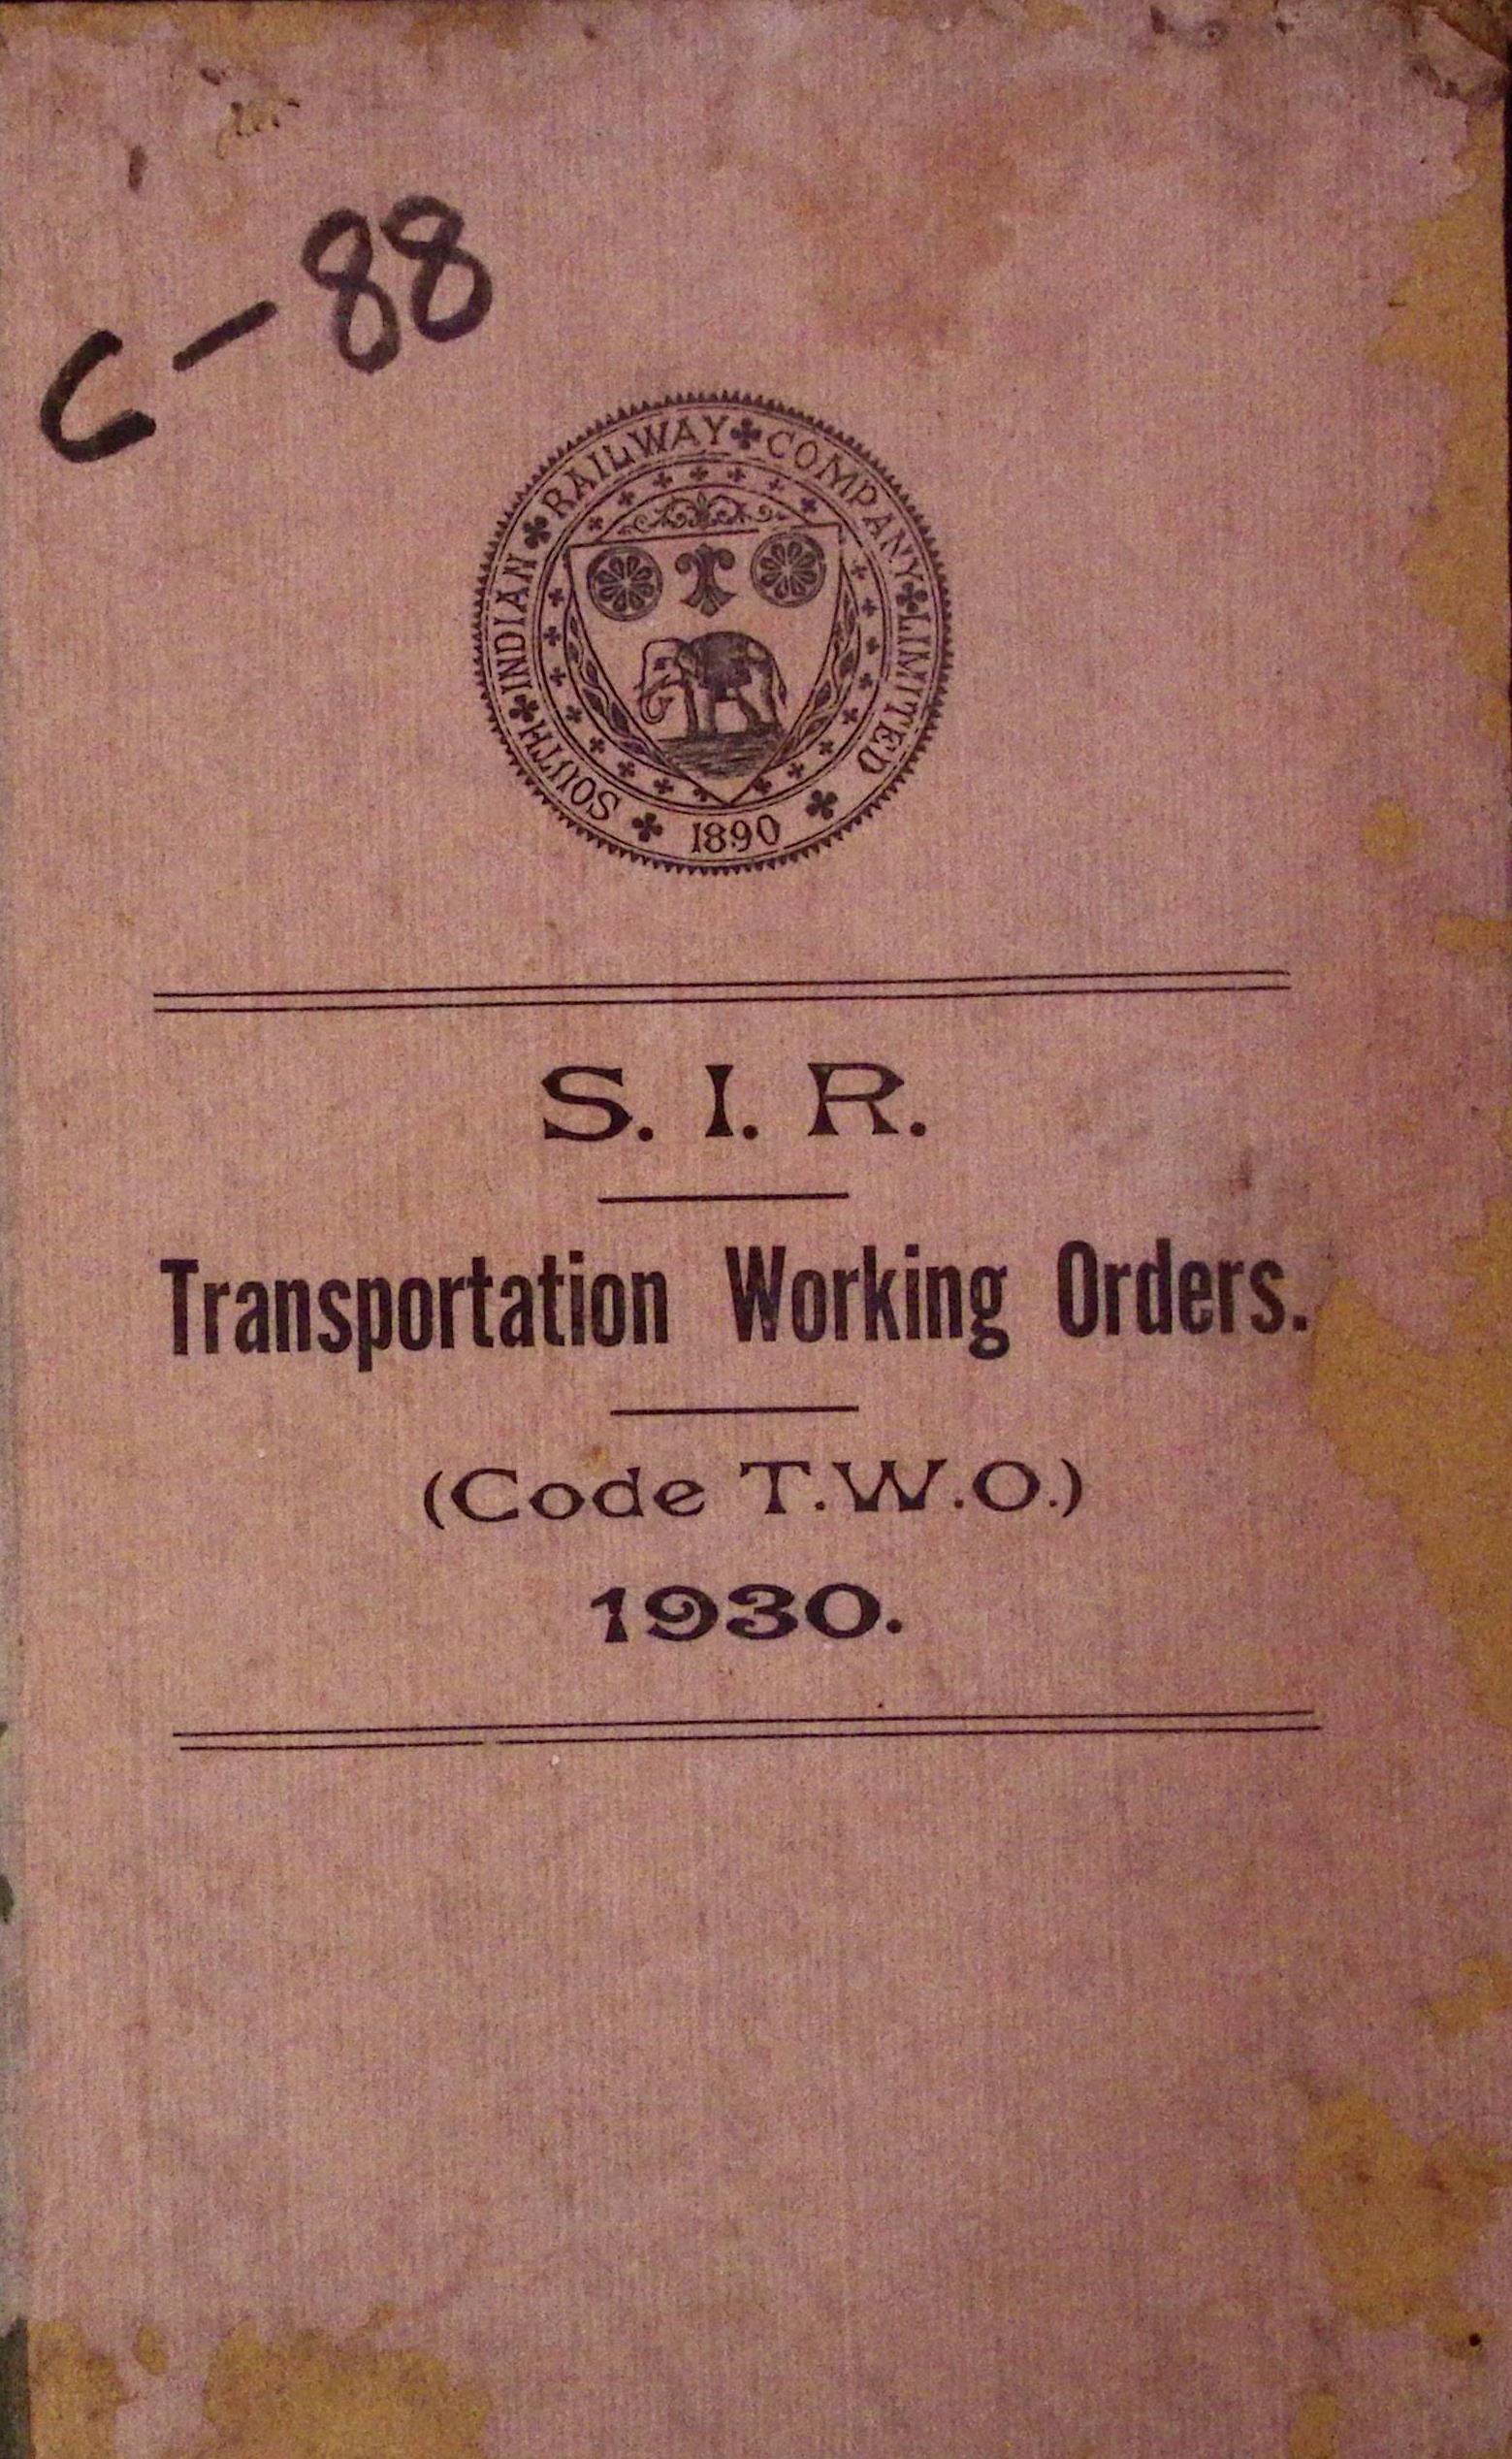 C-88
SOUTH INDIAN RAILWAY COMPANY LIMITED
1890
S. I. R.
Transportation Working Orders.
(Code T.W.O.)
1930.